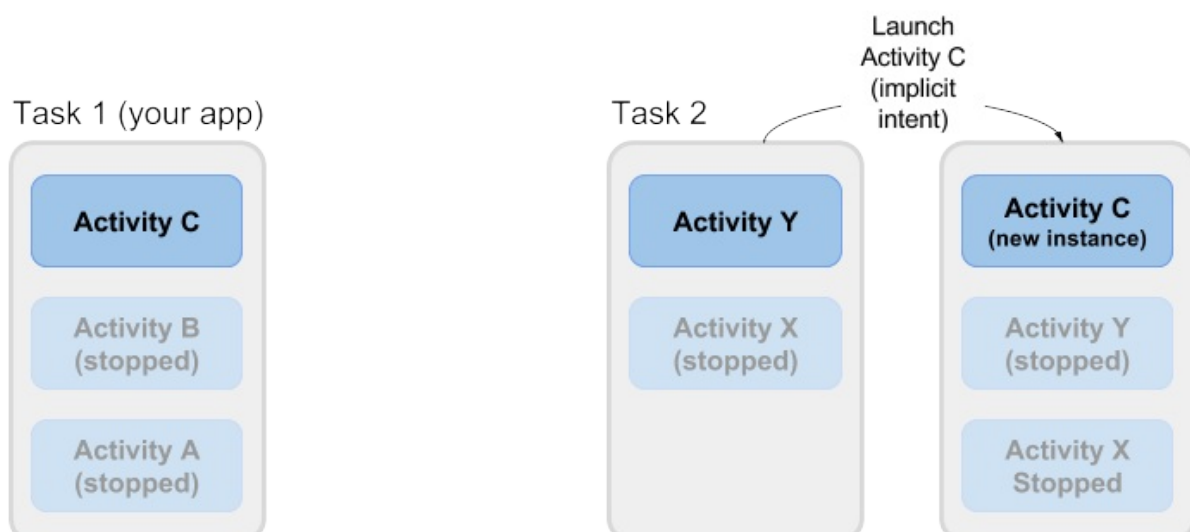 Launch
Activity C
(implicit
intent)
Task 1 (your app)
Task 2
Activity C
Activity B
(stopped)
Activity A
(stopped)
Activity Y
Activity X
(stopped)
Activity C
(new instance)
Activity Y
(stopped)
Activity X
Stopped